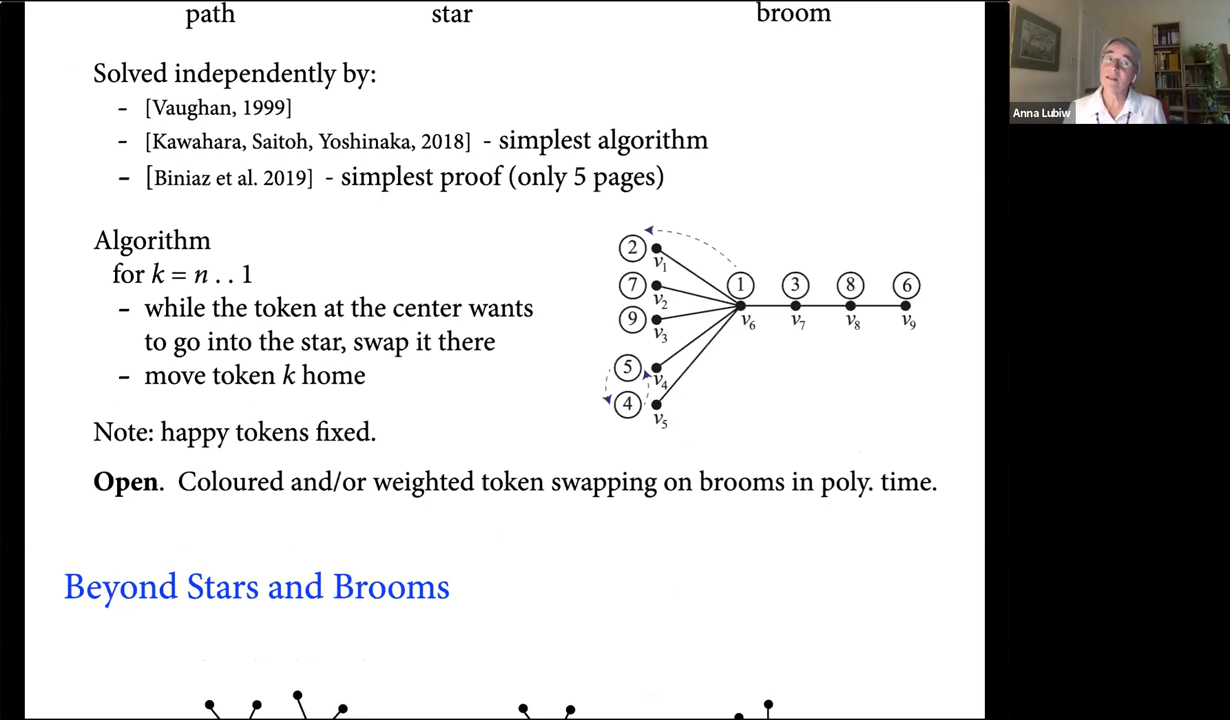 path star broom
Solved independently by:
- [Vaughan, 1999]
- [Kawahara, Saitoh, Yoshinaka, 2018] - simplest algorithm
- [Biniaz et al. 2019] - simplest proof (only 5 pages)
Algorithm
for k = n . . 1
- while the token at the center wants
to go into the star, swap it there
- move token k home
Note: happy tokens fixed.
2
v1
7
v2
9
v3
5
v4
4
v5
1 3 8 6
v6 v7 v8 v9
Open. Coloured and/or weighted token swapping on brooms in poly. time.
Beyond Stars and Brooms
Anna Lubiw